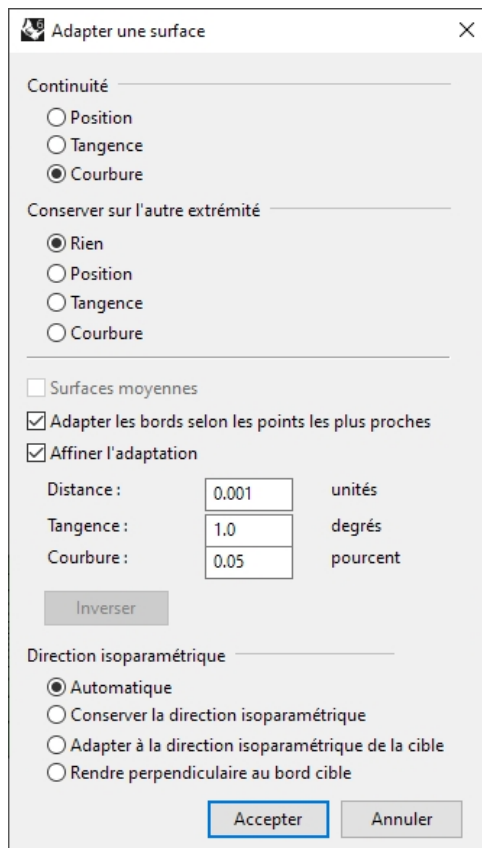 Adapter une surface
Continuité
Position
Tangence
Courbure
Conserver sur l'autre extrémité
Rien
Position
Tangence
Courbure
Surfaces moyennes
Adapter les bords selon les points les plus proches
Affiner l'adaptation
Distance : 0.001 unités
Tangence : 1.0 degrés
Courbure : 0.05 pourcent
Inverser
Direction isoparamétrique
Automatique
Conserver la direction isoparamétrique
Adapter à la direction isoparamétrique de la cible
Rendre perpendiculaire au bord cible
Accepter Annuler